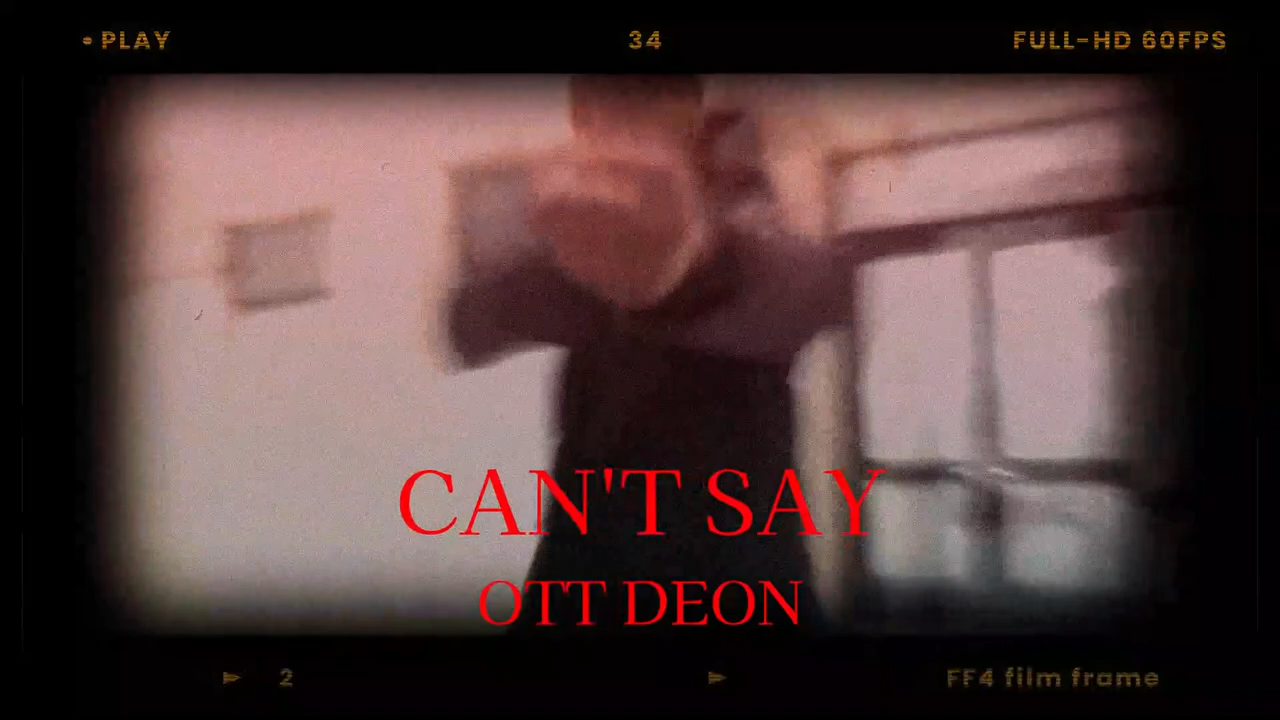 • PLAY 34 FULL-HD 60FPS
CAN'T SAY
OTT DEON
► 2 ► FF4 film frame